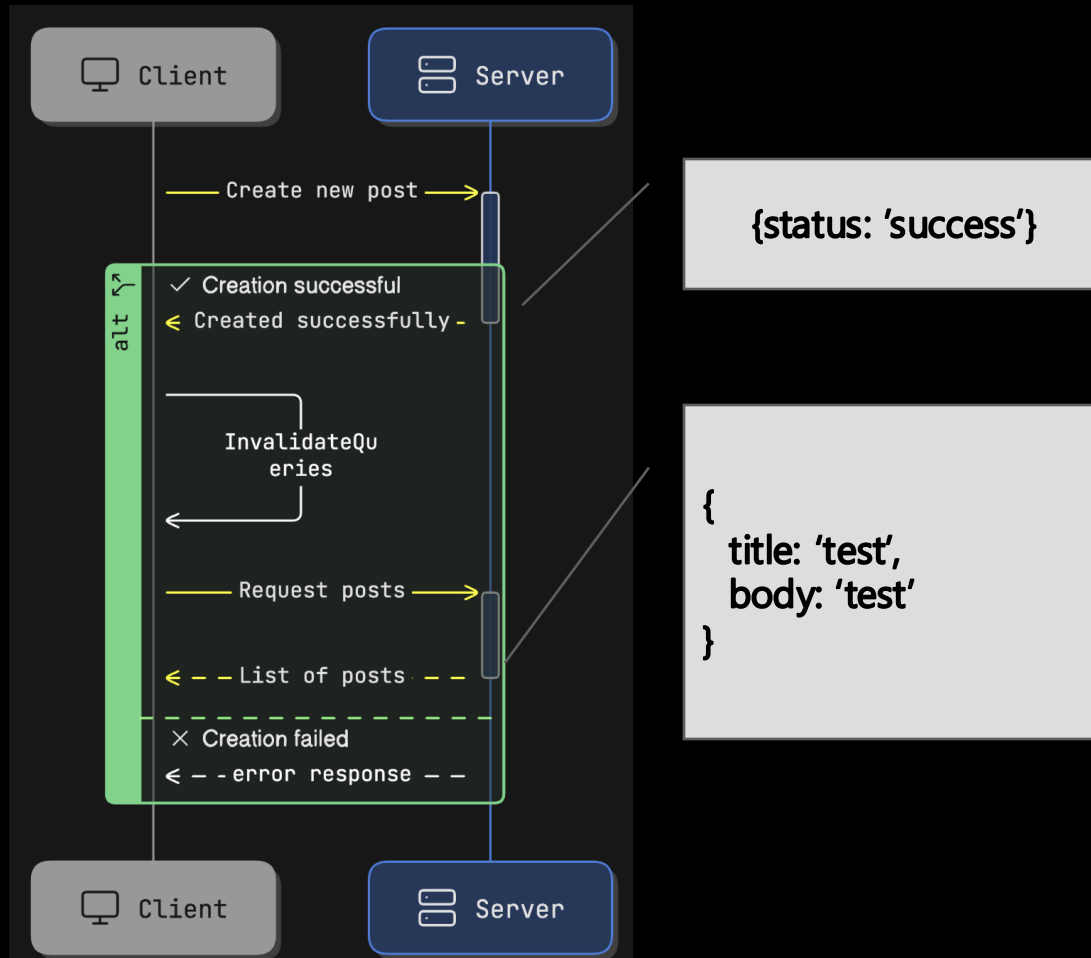 Client
Server
Create new post
{status: ‘success’}
alt
Creation successful
Created successfully
InvalidateQu
eries
{
title: ‘test’,
body: ‘test’
}
Request posts
List of posts
Creation failed
error response
Client
Server